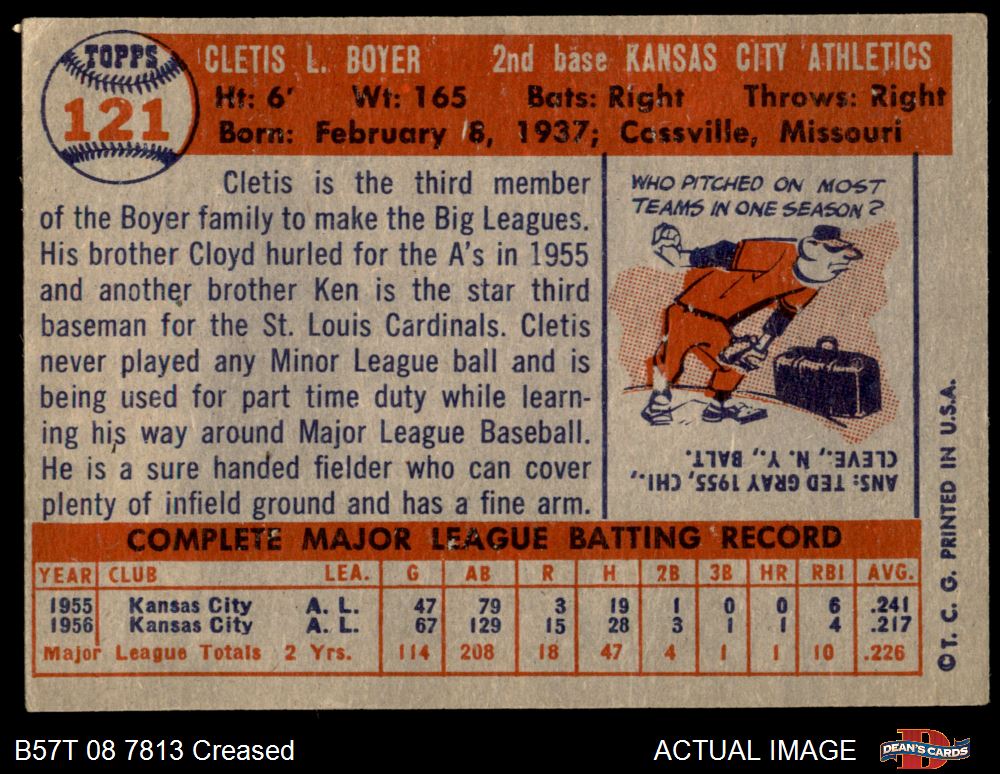 TOPPS
121
CLETIS L. BOYER 2nd base KANSAS CITY ATHLETICS
Ht: 6' Wt: 165 Bats: Right Throws: Right
Born: February 8, 1937; Cassville, Missouri
Cletis is the third member
of the Boyer family to make the Big Leagues.
His brother Cloyd hurled for the A's in 1955
and another brother Ken is the star third
baseman for the St. Louis Cardinals. Cletis
never played any Minor League ball and is
being used for part time duty while learn-
ing his way around Major League Baseball.
He is a sure handed fielder who can cover
plenty of infield ground and has a fine arm.
WHO PITCHED ON MOST
TEAMS IN ONE SEASON?
ANS: TED GRAY 1955, CHI.,
CLEVE., N. Y., BALT.
COMPLETE MAJOR LEAGUE BATTING RECORD
YEAR CLUB LEA. G AB R H 2B 3B HR RBI AVG.
1955 Kansas City A. L. 47 79 3 19 1 0 0 6 .241
1956 Kansas City A. L. 67 129 15 28 3 1 1 4 .217
Major League Totals 2 Yrs. 114 208 18 47 4 1 1 10 .226
©T. C. G. PRINTED IN U.S.A.
B57T 08 7813 Creased ACTUAL IMAGE
DEAN'S CARDS